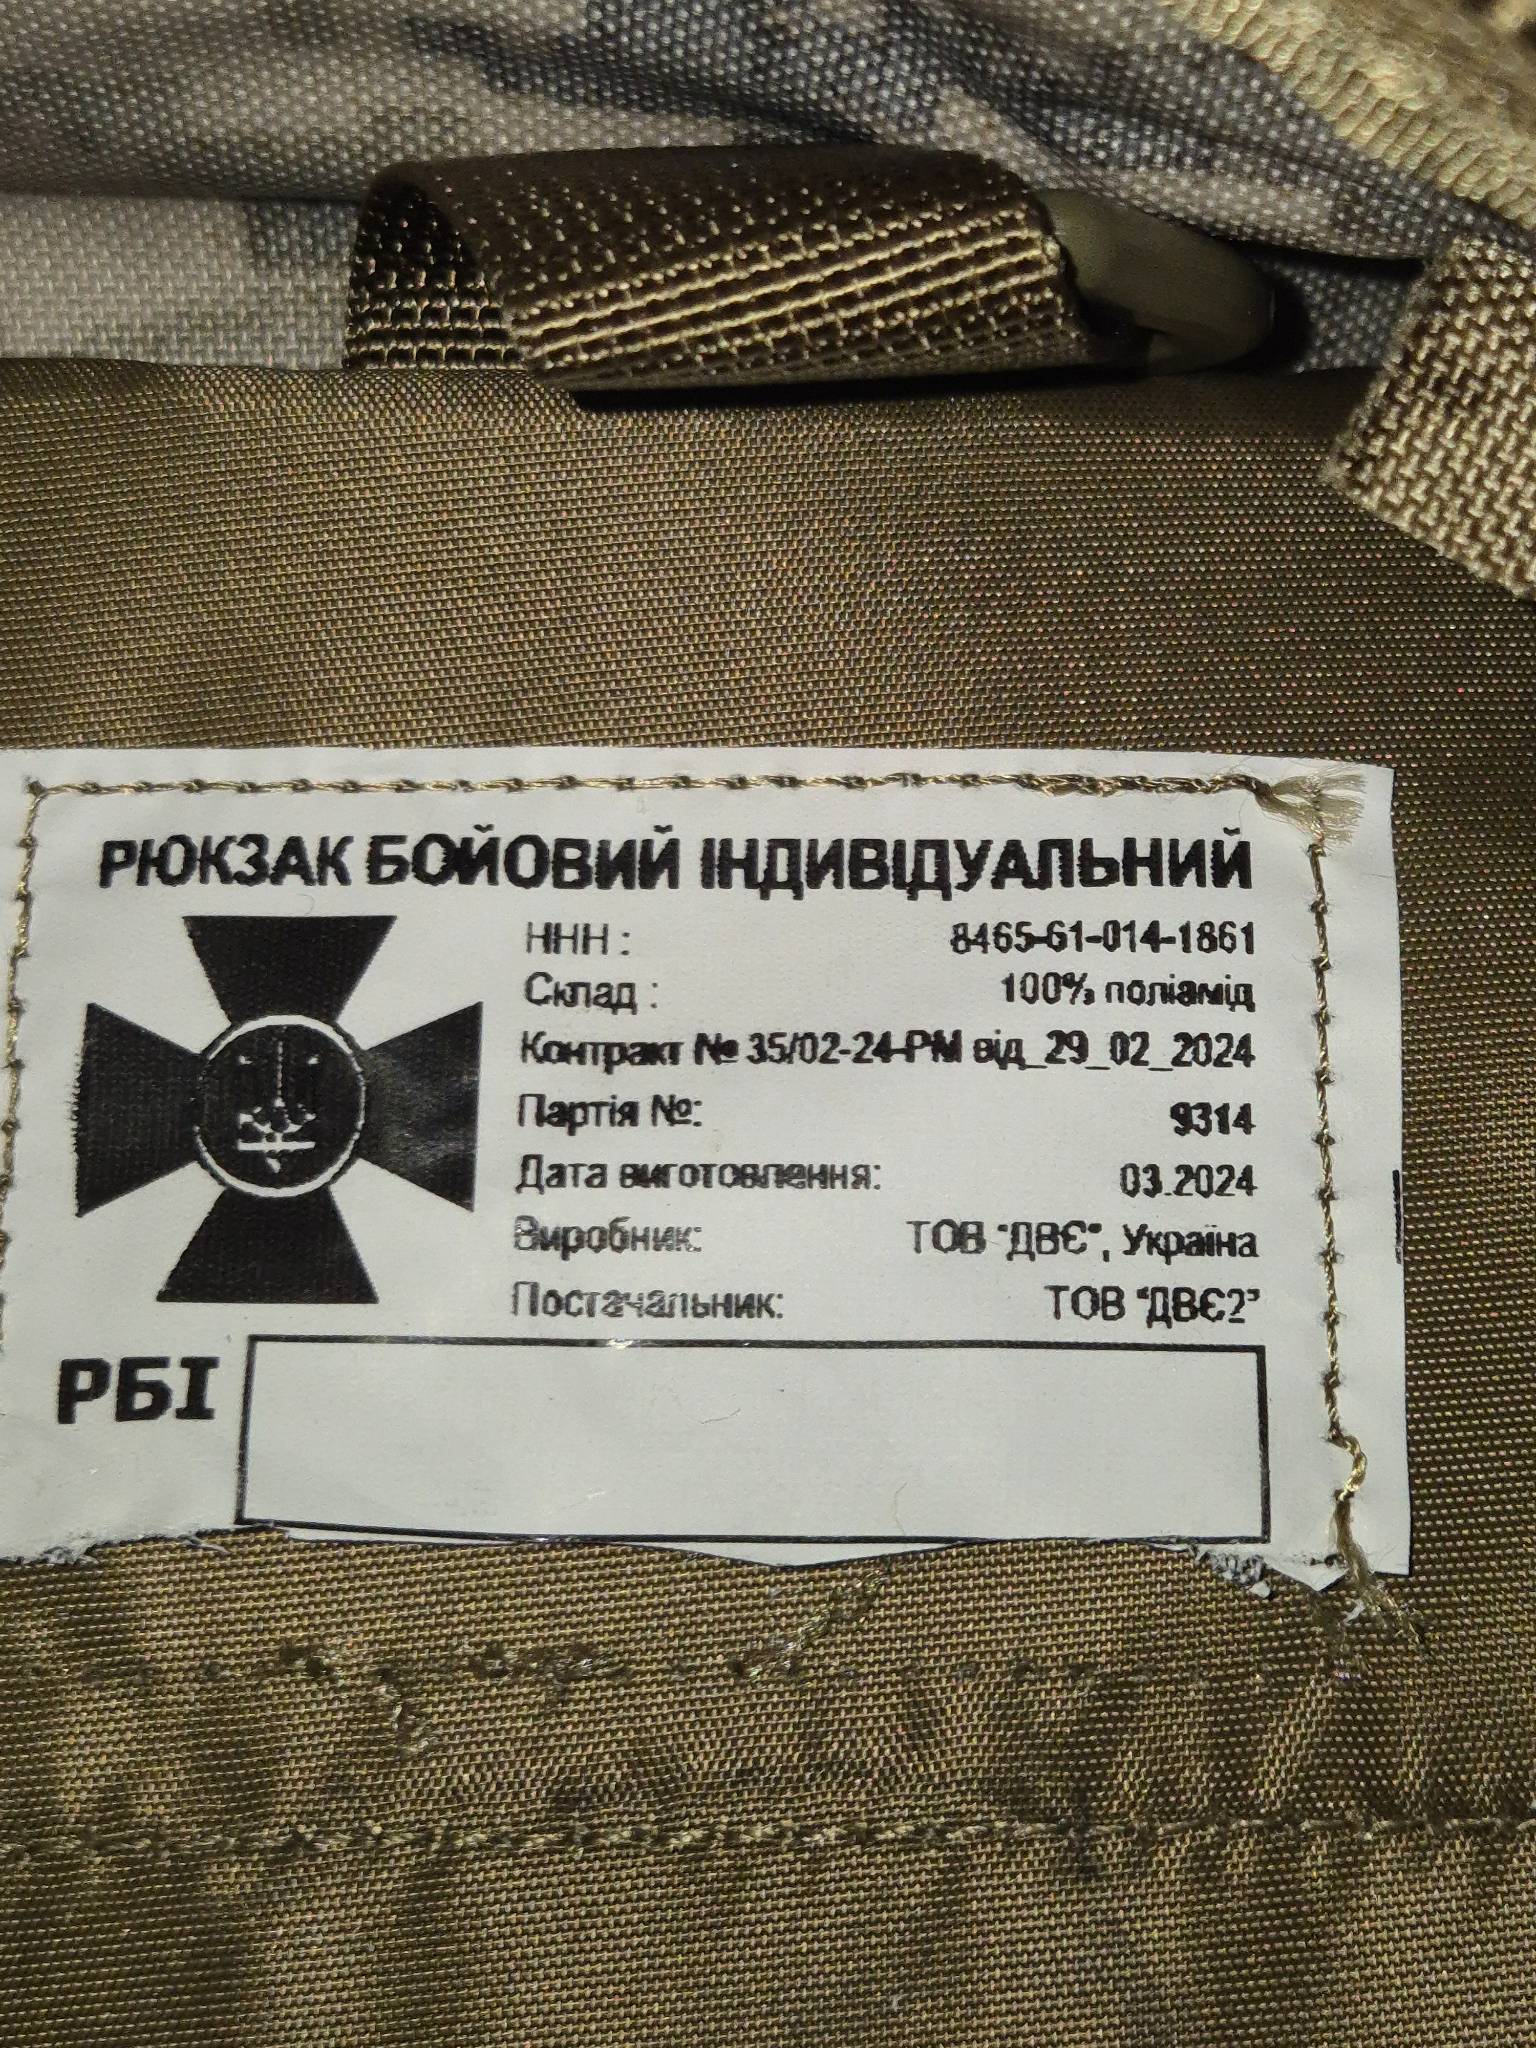 РЮКЗАК БОЙОВИЙ ІНДИВІДУАЛЬНИЙ
ННН : 8465-61-014-1861
Склад : 100% поліамід
Контракт № 35/02-24-РМ від_29_02_2024
Партія №: 9314
Дата виготовлення: 03.2024
Виробник: ТОВ "ДВЄ", Україна
Постачальник: ТОВ "ДВЄ2"
РБІ